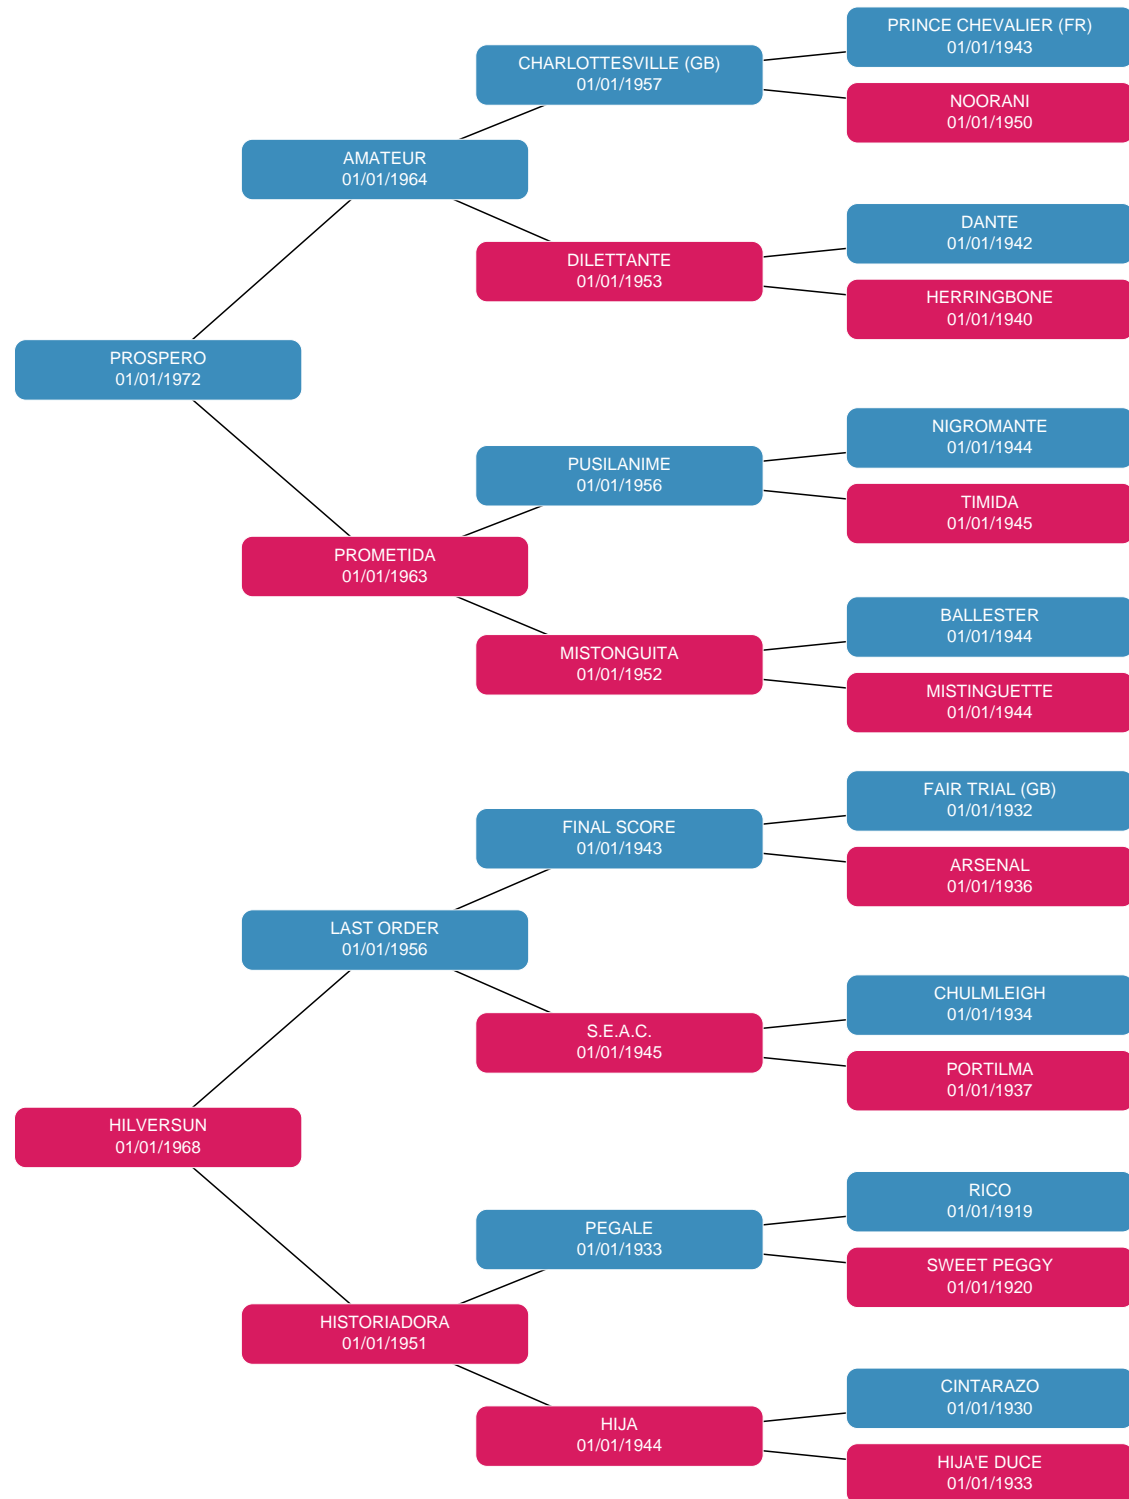 PRINCE CHEVALIER (FR)
01/01/1943
CHARLOTTESVILLE (GB)
01/01/1957
NOORANI
01/01/1950
AMATEUR
01/01/1964
DANTE
01/01/1942
DILETTANTE
01/01/1953
HERRINGBONE
01/01/1940
PROSPERO
01/01/1972
NIGROMANTE
01/01/1944
PUSILANIME
01/01/1956
TIMIDA
01/01/1945
PROMETIDA
01/01/1963
BALLESTER
01/01/1944
MISTONGUITA
01/01/1952
MISTINGUETTE
01/01/1944
FAIR TRIAL (GB)
01/01/1932
FINAL SCORE
01/01/1943
ARSENAL
01/01/1936
LAST ORDER
01/01/1956
CHULMLEIGH
01/01/1934
S.E.A.C.
01/01/1945
PORTILMA
01/01/1937
HILVERSUN
01/01/1968
RICO
01/01/1919
PEGALE
01/01/1933
SWEET PEGGY
01/01/1920
HISTORIADORA
01/01/1951
CINTARAZO
01/01/1930
HIJA
01/01/1944
HIJA'E DUCE
01/01/1933